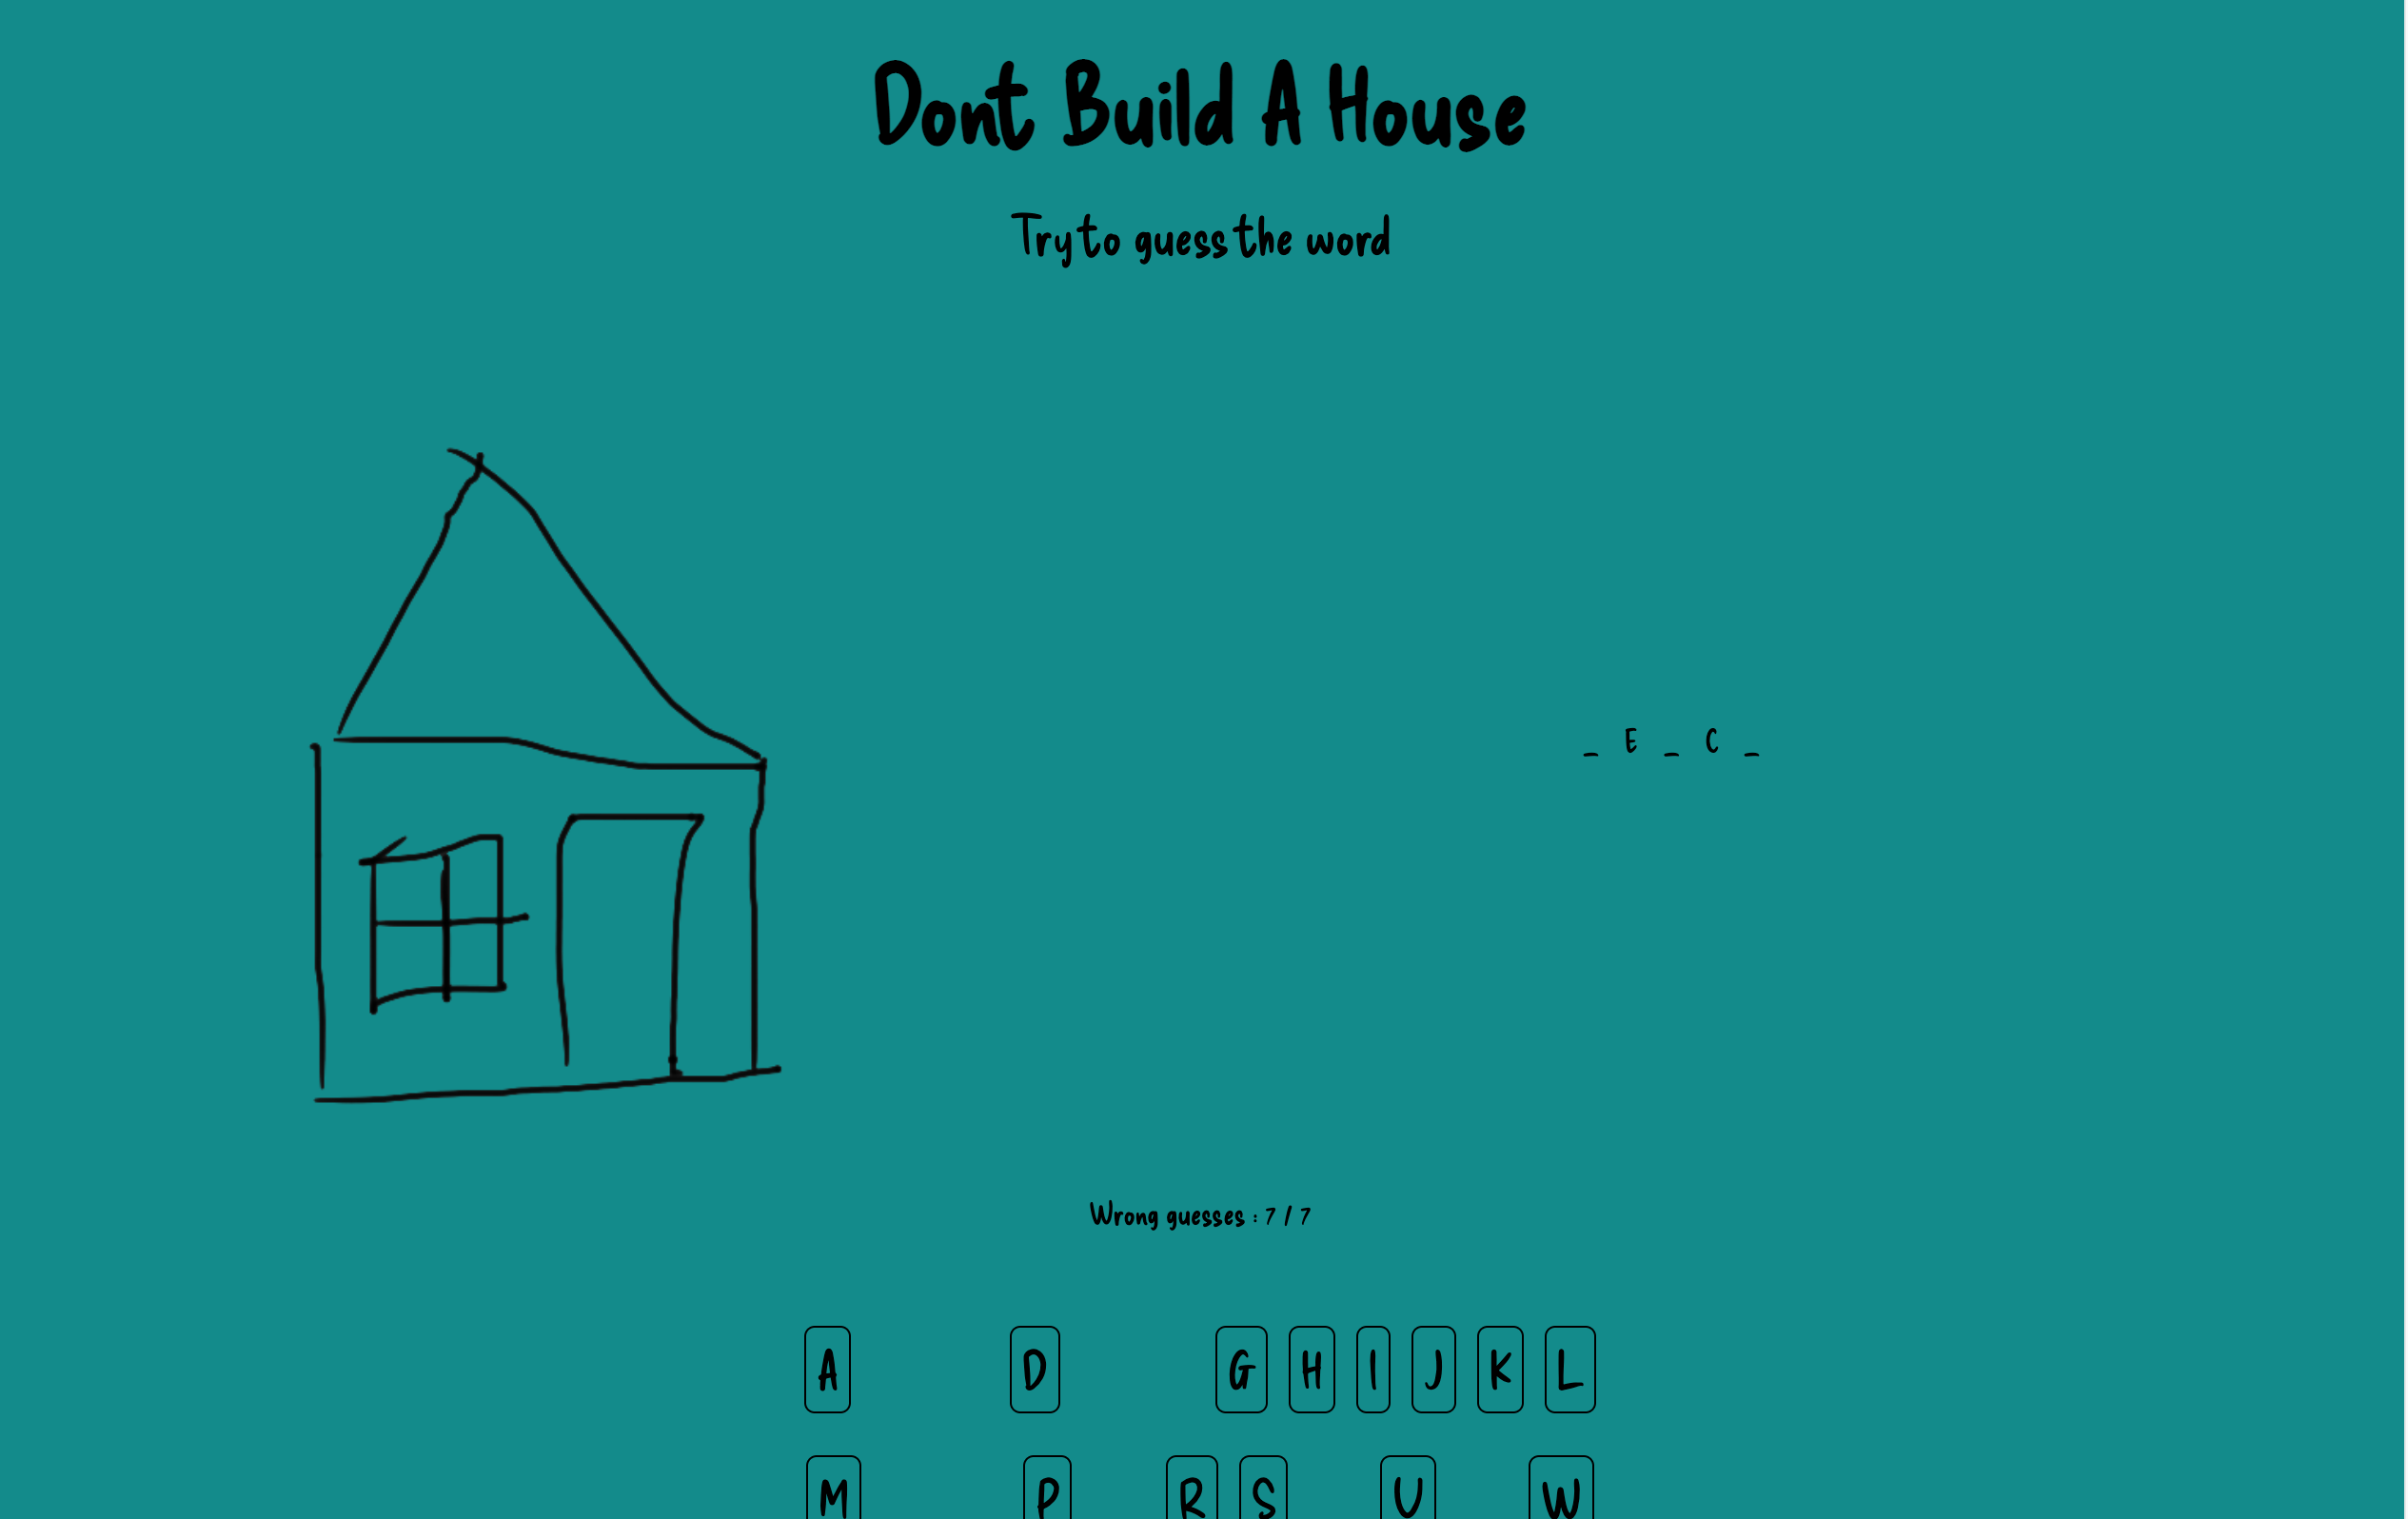 Dont Build A House
Try to guess the word
_ E _ C _
Wrong guesses : 7 / 7
A D G H I J K L
M P R S U W